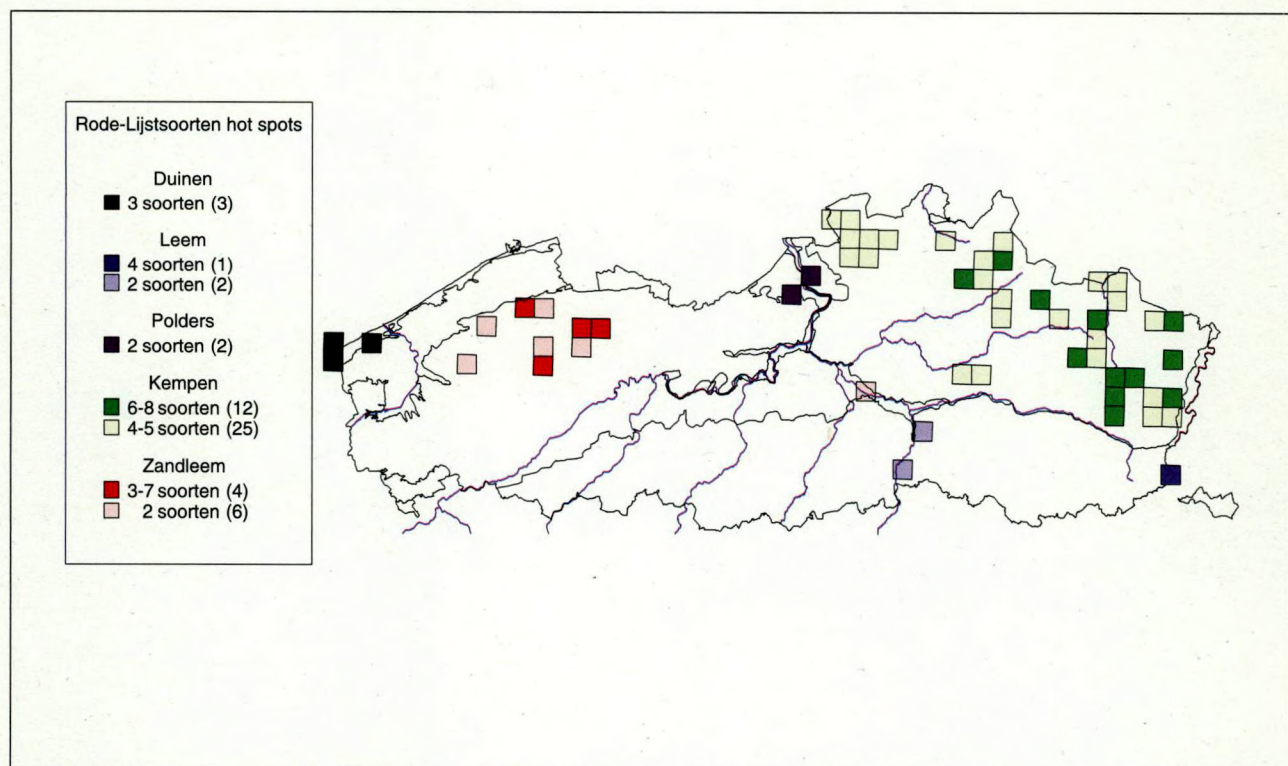 Rode-Lijstsoorten hot spots
Duinen
3 soorten (3)
Leem
4 soorten (1)
2 soorten (2)
Polders
2 soorten (2)
Kempen
6-8 soorten (12)
4-5 soorten (25)
Zandleem
3-7 soorten (4)
2 soorten (6)